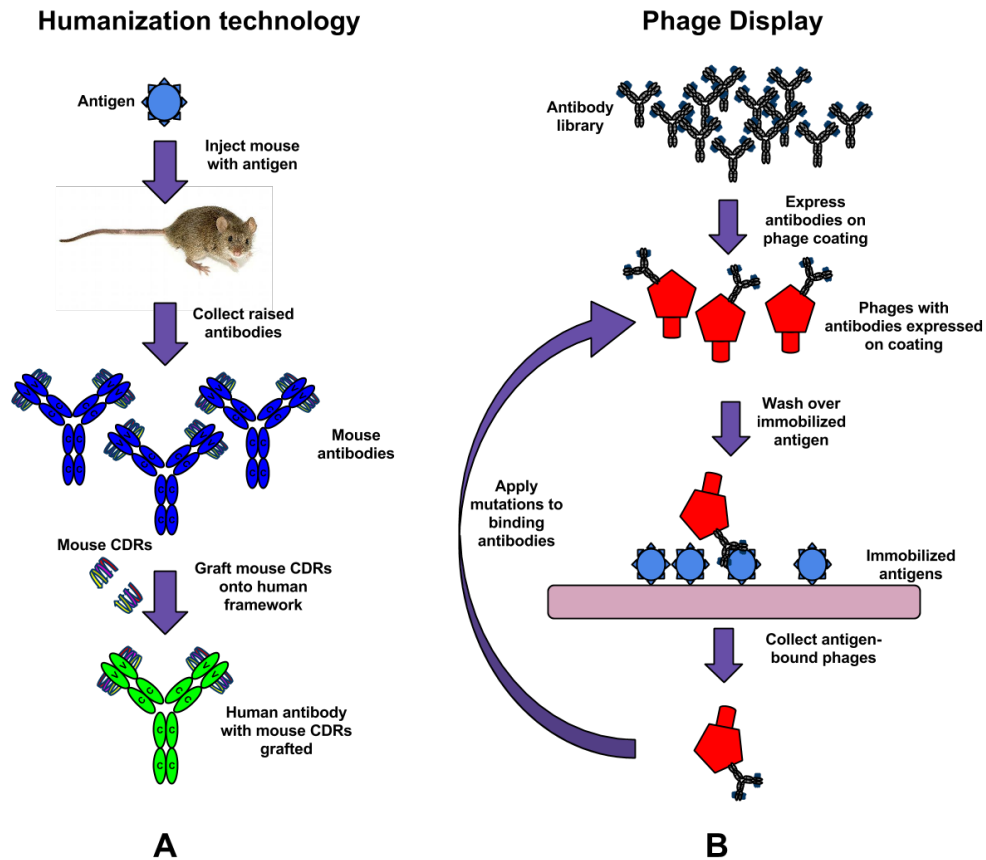 Humanization technology
Antigen
Inject mouse
with antigen
Collect raised
antibodies
Mouse
antibodies
Mouse CDRs
Graft mouse CDRs
onto human
framework
Human antibody
with mouse CDRs
grafted
A
Phage Display
Antibody
library
Express
antibodies on
phage coating
Phages with
antibodies expressed
on coating
Wash over
immobilized
antigen
Apply
mutations to
binding
antibodies
Immobilized
antigens
Collect antigen-
bound phages
B